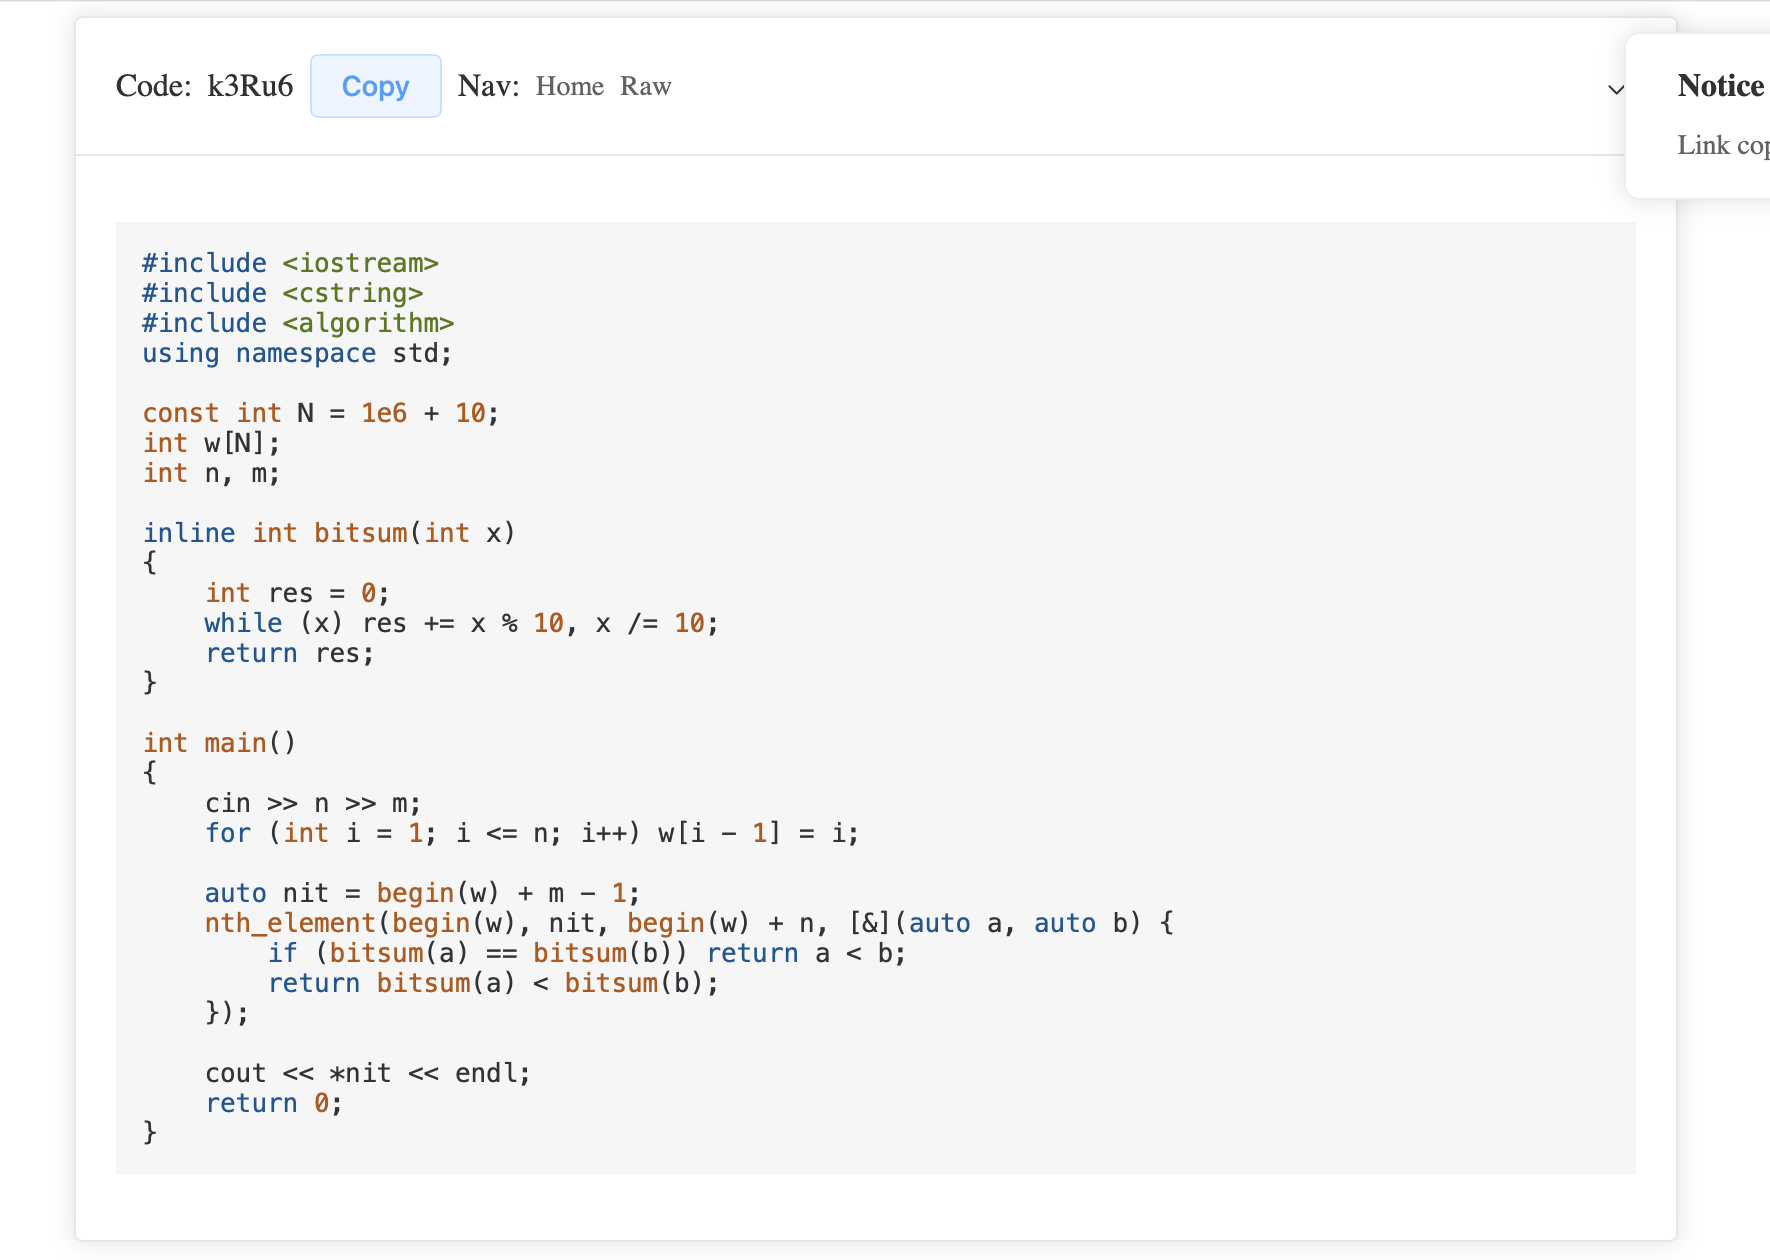 Code: k3Ru6 Copy Nav: Home Raw
Notice
Link
#include <iostream>
#include <cstring>
#include <algorithm>
using namespace std;
const int N = 1e6 + 10;
int w[N];
int n, m;
inline int bitsum(int x)
{
    int res = 0;
    while (x) res += x % 10, x /= 10;
    return res;
}
int main()
{
    cin >> n >> m;
    for (int i = 1; i <= n; i++) w[i - 1] = i;
    auto nit = begin(w) + m - 1;
    nth_element(begin(w), nit, begin(w) + n, [&](auto a, auto b) {
        if (bitsum(a) == bitsum(b)) return a < b;
        return bitsum(a) < bitsum(b);
    });
    cout << *nit << endl;
    return 0;
}